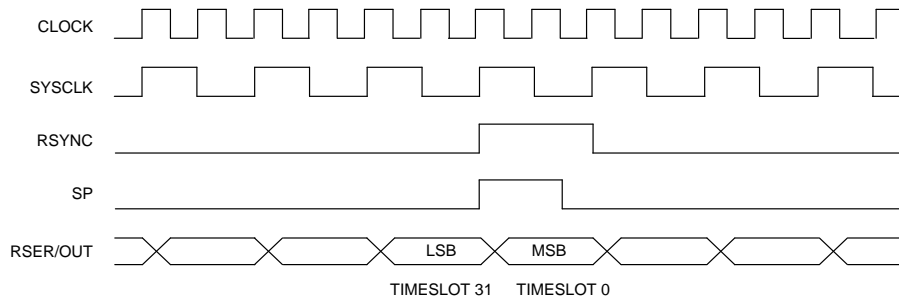 CLOCK
SYSCLK
RSYNC
SP
RSER/OUT LSB MSB
TIMESLOT 31 TIMESLOT 0